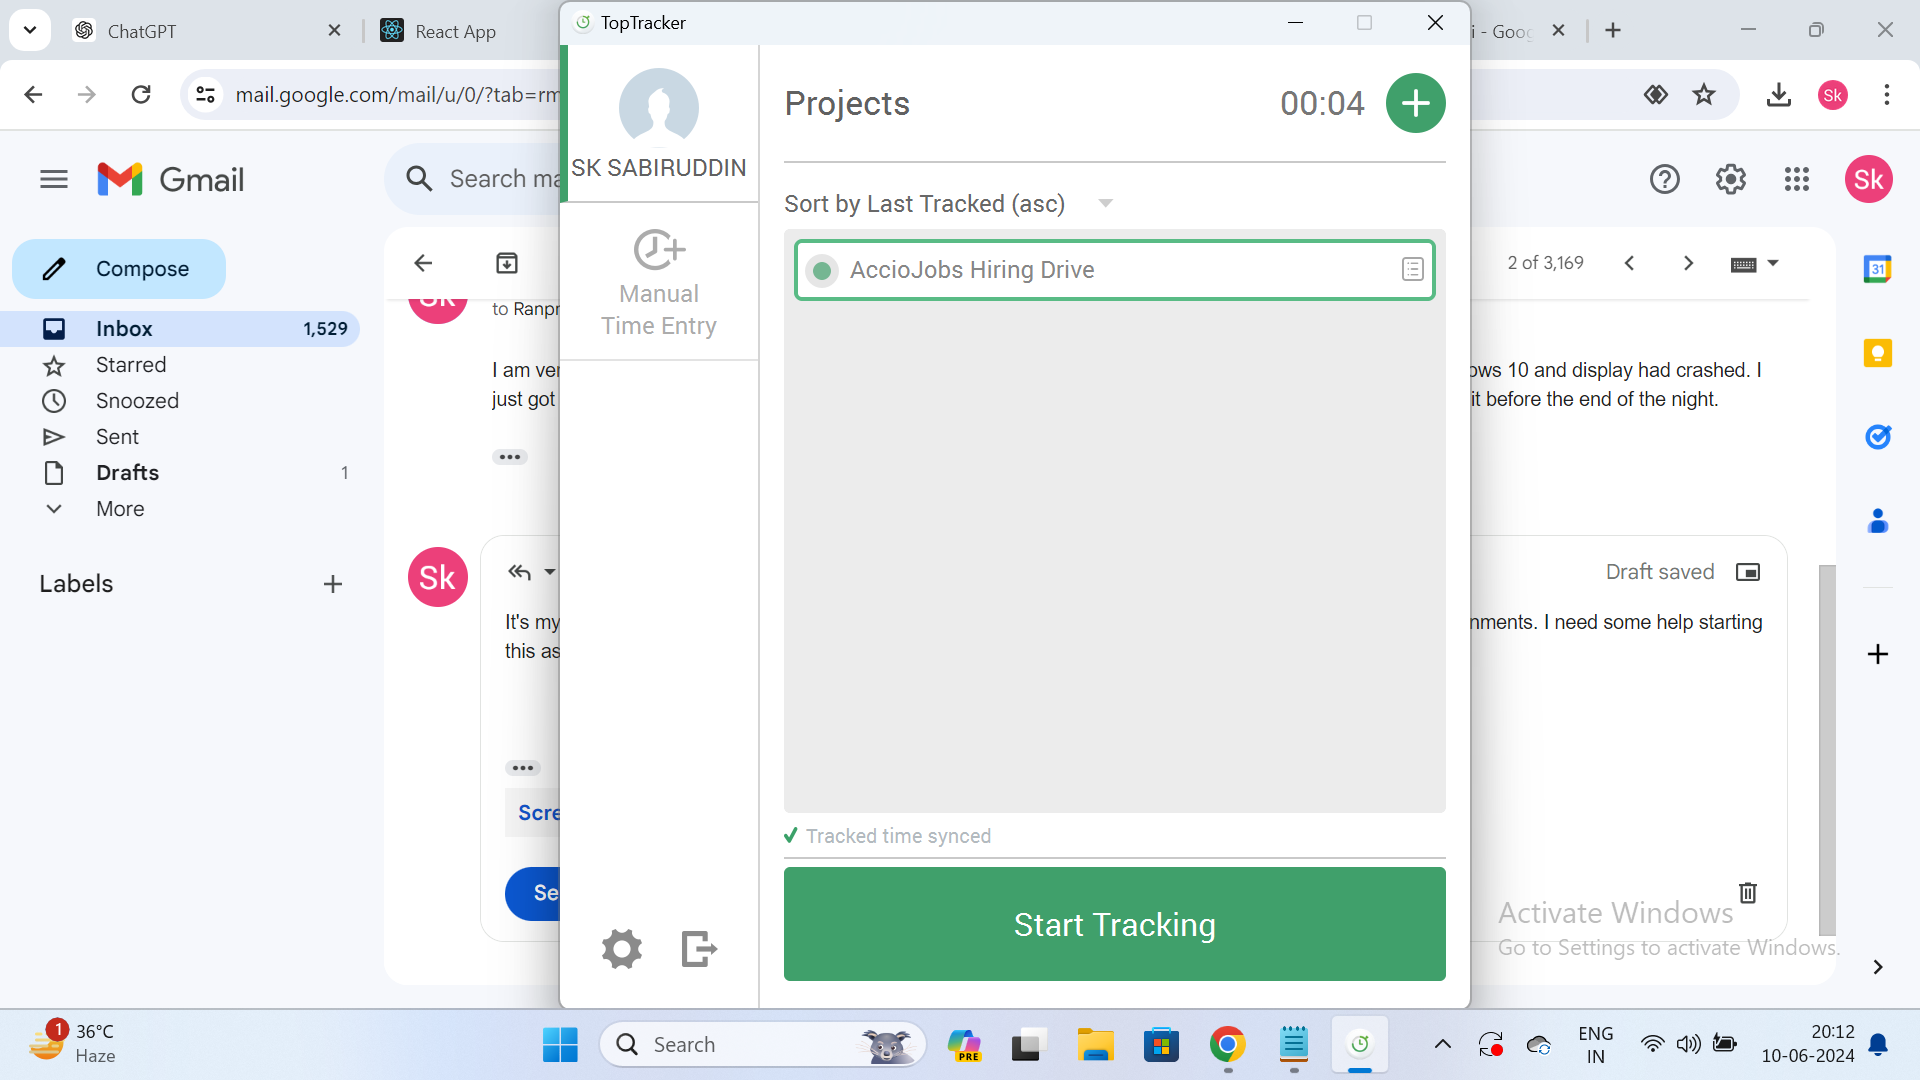 ChatGPT
React App
TopTracker
i - Goog
mail.google.com/mail/u/0/?tab=rm
Sk
Gmail
Search ma
Sk
Compose
Inbox 1,529
Starred
Snoozed
Sent
Drafts 1
More
Labels
SK SABIRUDDIN
Manual
Time Entry
Projects 00:04
Sort by Last Tracked (asc)
AccioJobs Hiring Drive
Tracked time synced
Start Tracking
2 of 3,169
31
to Ranpr
I am ver
just got
ows 10 and display had crashed. I
it before the end of the night.
Sk
Draft saved
It's my
this as
nments. I need some help starting
Scre
Se
Activate Windows
Go to Settings to activate Windows.
1
36°C
Haze
Search
PRE
ENG
IN
20:12
10-06-2024